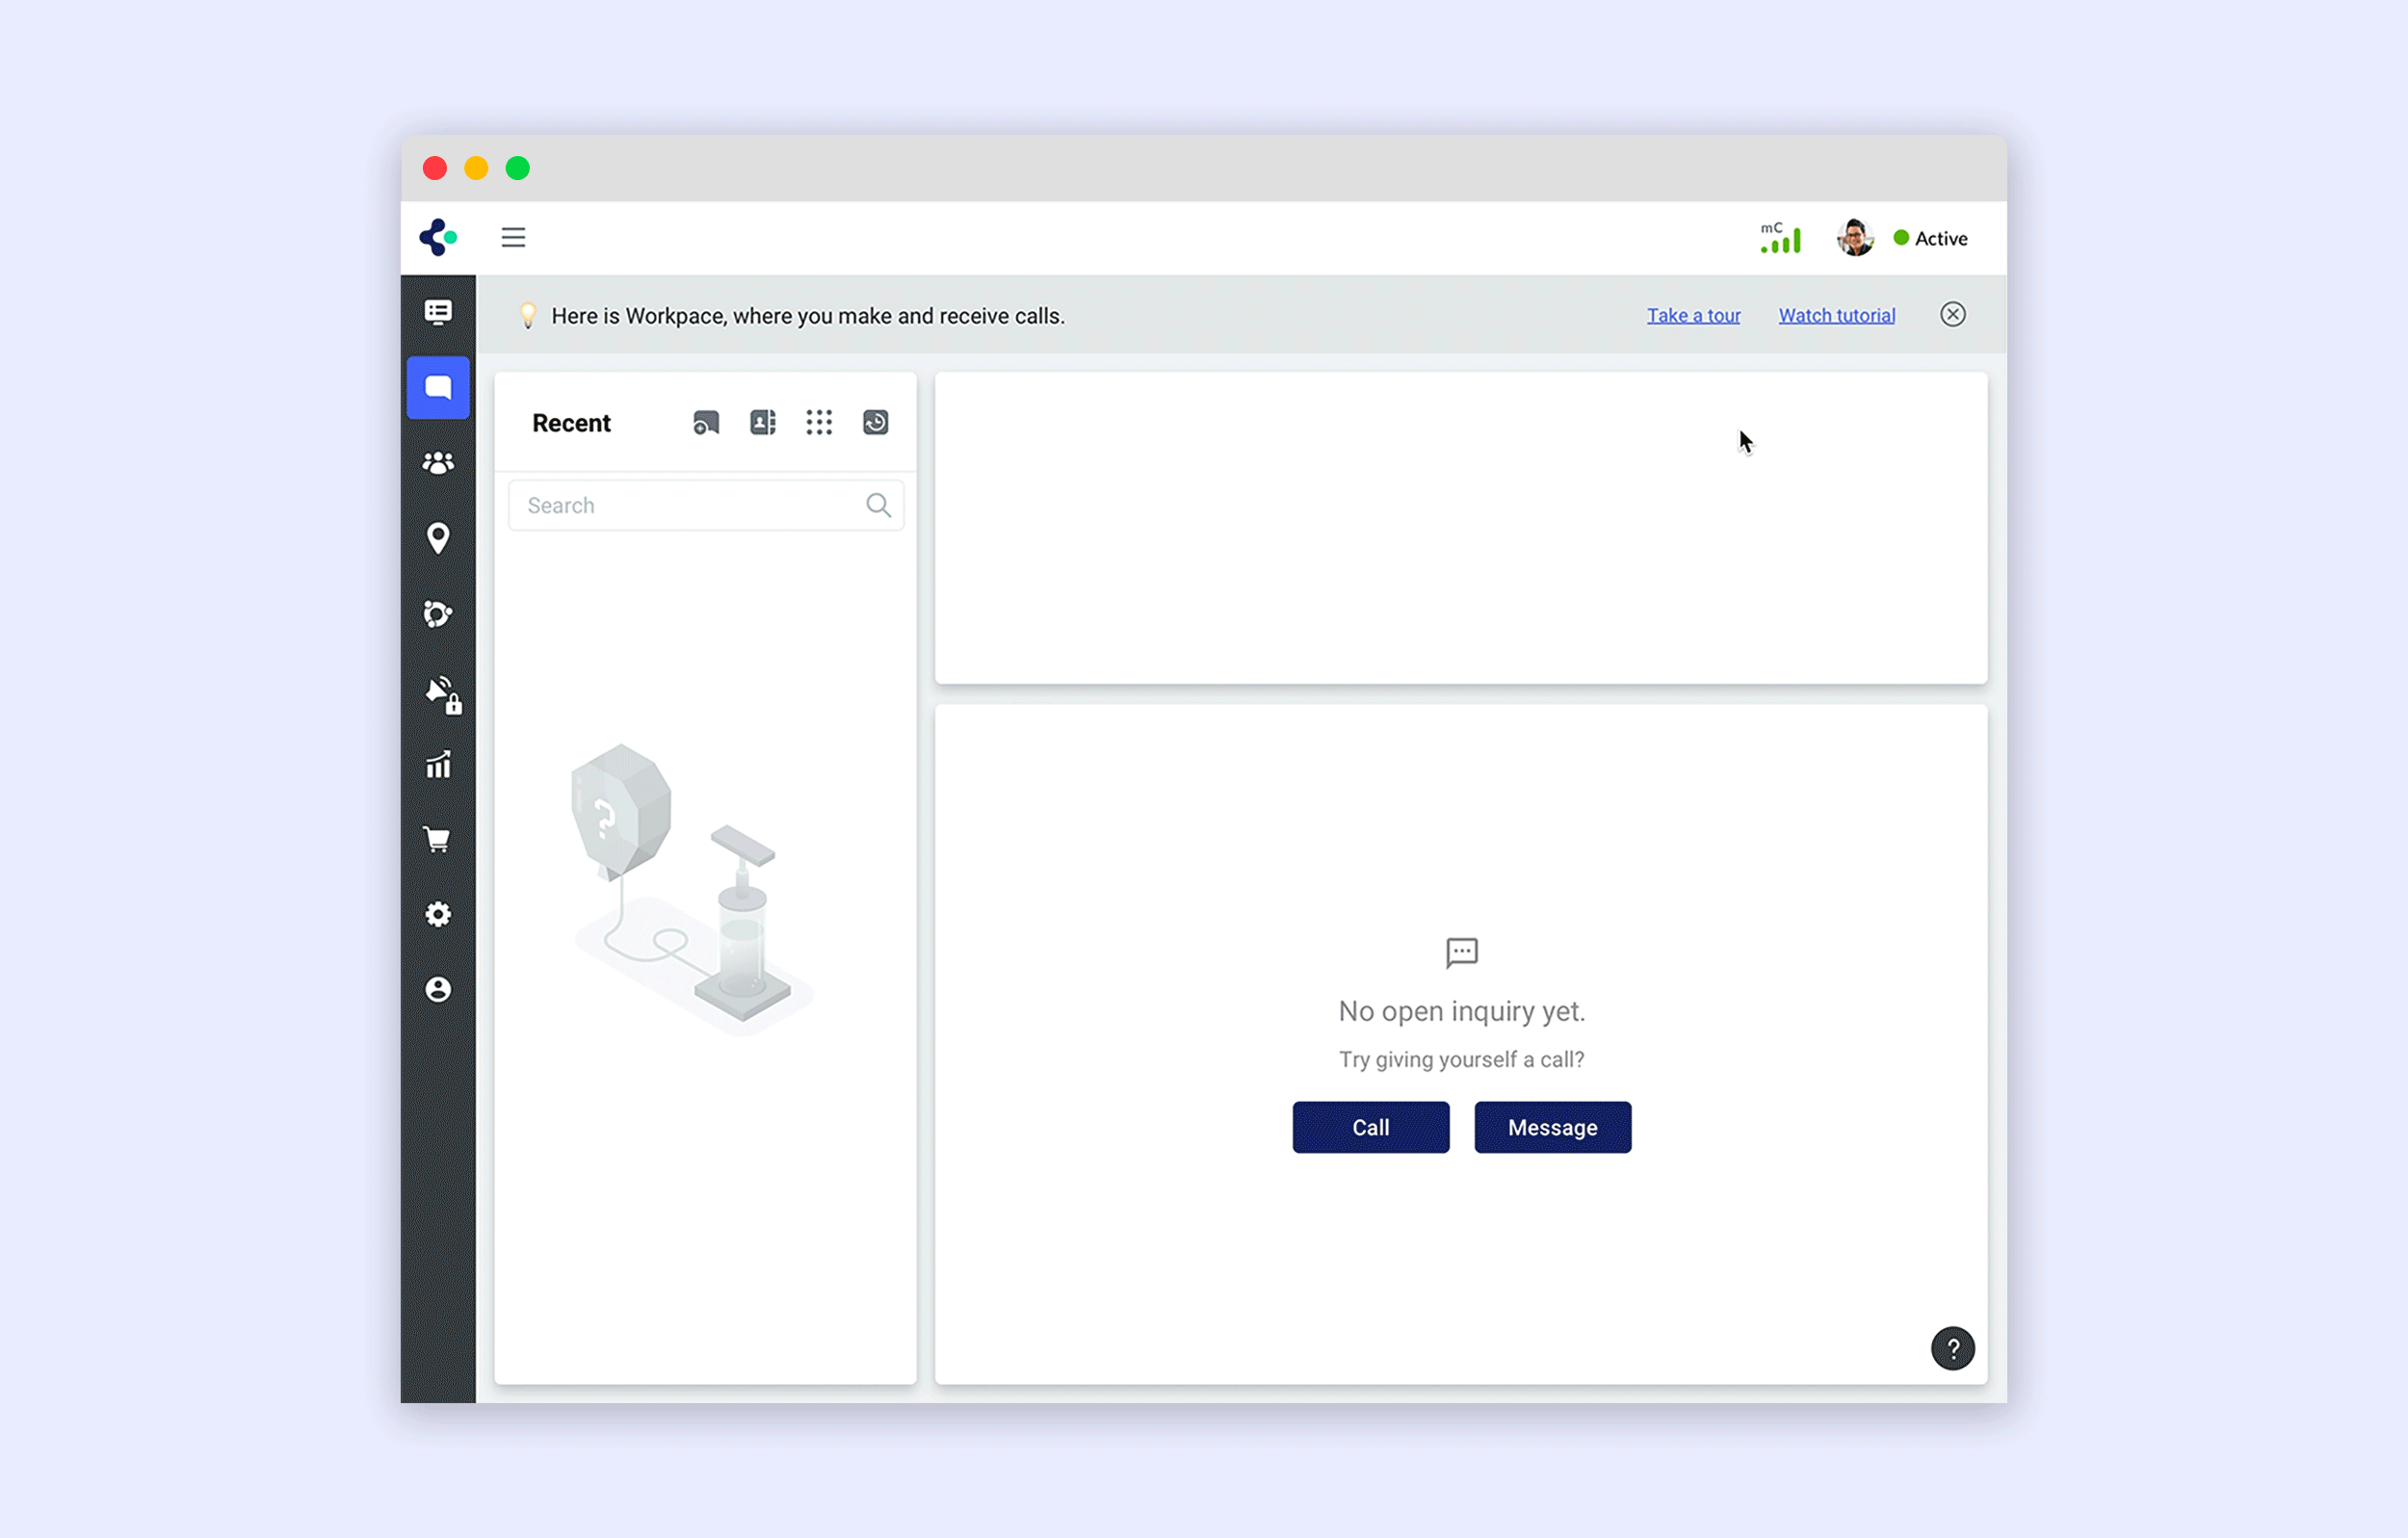 mC
Active
Here is Workpace, where you make and receive calls.
Take a tour
Watch tutorial
Recent
Search
?
No open inquiry yet.
Try giving yourself a call?
Call
Message
?